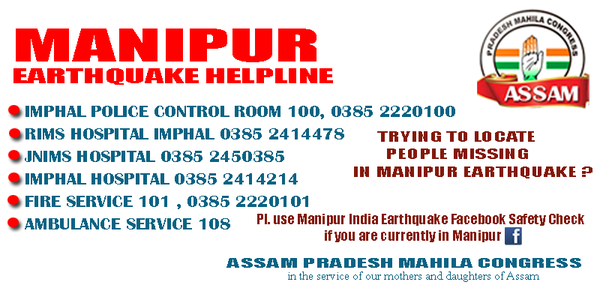 MANIPUR
EARTHQUAKE HELPLINE
PRADESH MAHILA CONGRESS
ASSAM
IMPHAL POLICE CONTROL ROOM 100, 0385 2220100
RIMS HOSPITAL IMPHAL 0385 2414478
JNIMS HOSPITAL 0385 2450385
IMPHAL HOSPITAL 0385 2414214
FIRE SERVICE 101 , 0385 2220101
AMBULANCE SERVICE 108
TRYING TO LOCATE
PEOPLE MISSING
IN MANIPUR EARTHQUAKE ?
Pl. use Manipur India Earthquake Facebook Safety Check
if you are currently in Manipur f
ASSAM PRADESH MAHILA CONGRESS
in the service of our mothers and daughters of Assam